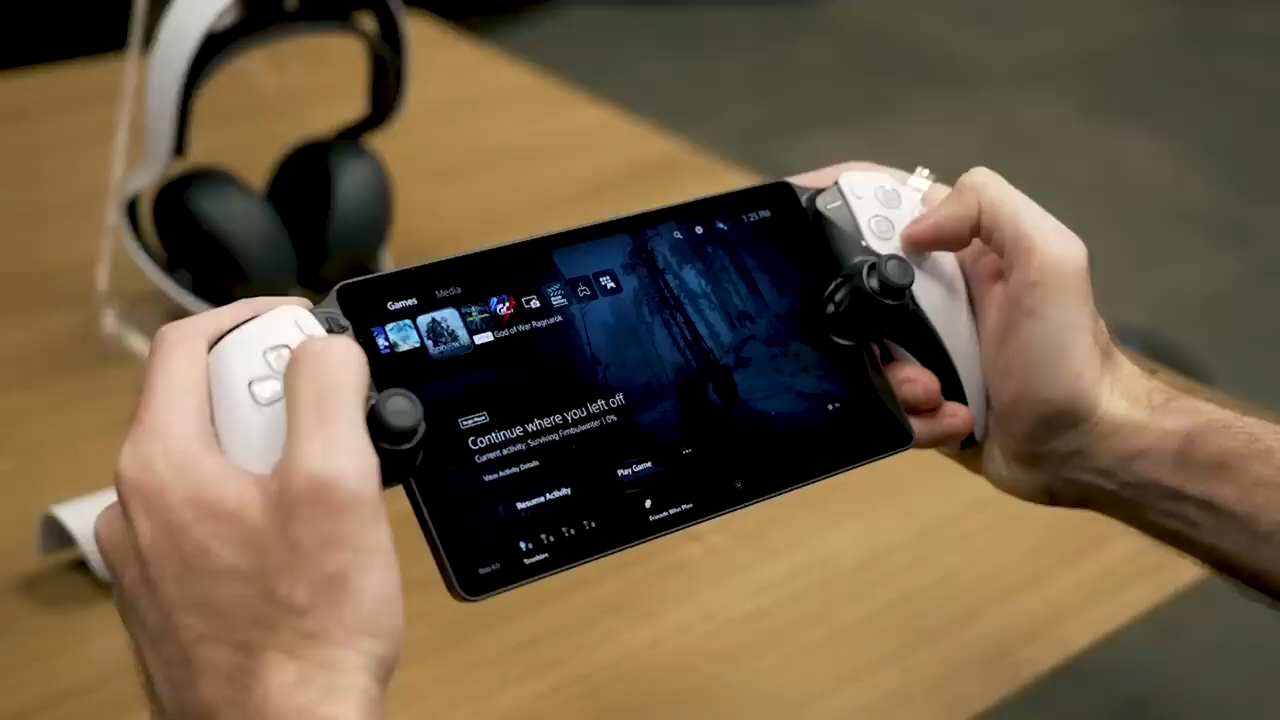 Games Media
1:25 PM
God of War Ragnarök
Continue where you left off
Current activity: Surviving Fimbulwinter | 0%
View Activity Details
Resume Activity
Play Game
Friends Who Play
Trophies